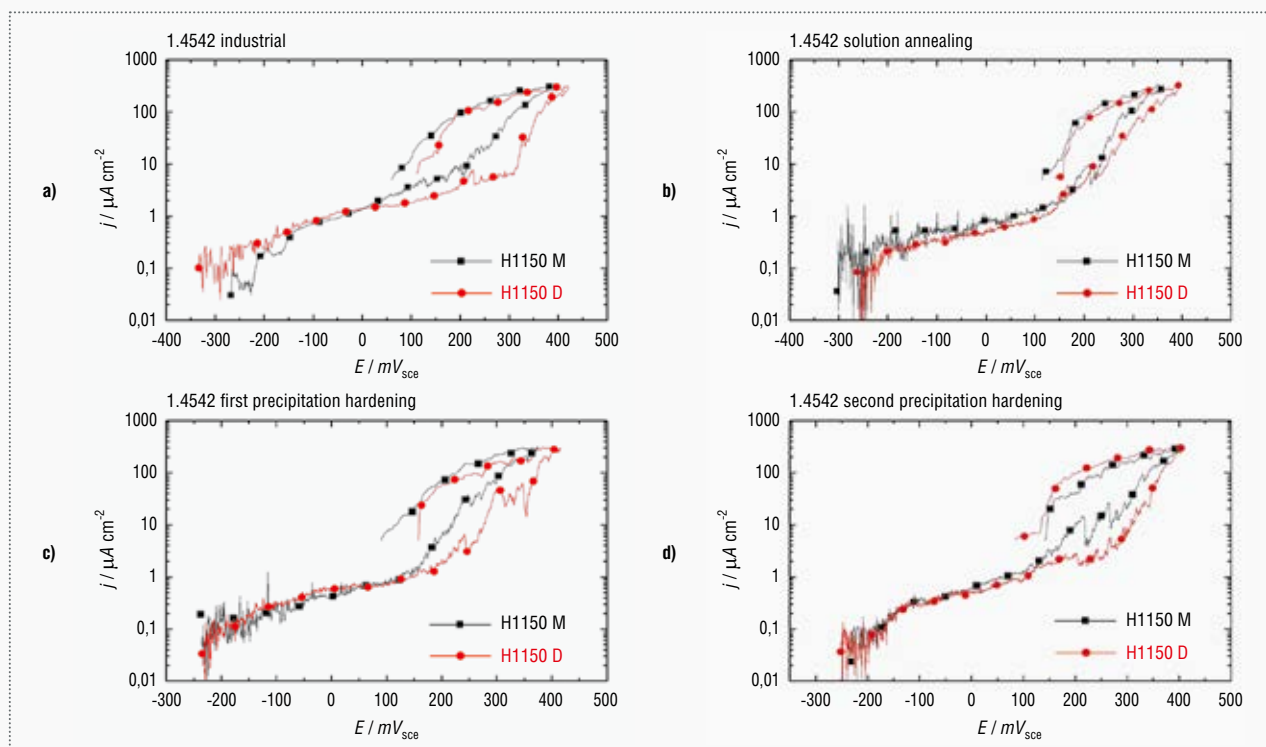 1.4542 industrial
a)
j / µA cm⁻²
1000
100
10
1
0,1
0,01
H1150 M
H1150 D
-400 -300 -200 -100 0 100 200 300 400 500
E / mVsce
1.4542 solution annealing
b)
j / µA cm⁻²
1000
100
10
1
0,1
0,01
H1150 M
H1150 D
-400 -300 -200 -100 0 100 200 300 400 500
E / mVsce
1.4542 first precipitation hardening
c)
j / µA cm⁻²
1000
100
10
1
0,1
0,01
H1150 M
H1150 D
-300 -200 -100 0 100 200 300 400 500
E / mVsce
1.4542 second precipitation hardening
d)
j / µA cm⁻²
1000
100
10
1
0,1
0,01
H1150 M
H1150 D
-300 -200 -100 0 100 200 300 400 500
E / mVsce